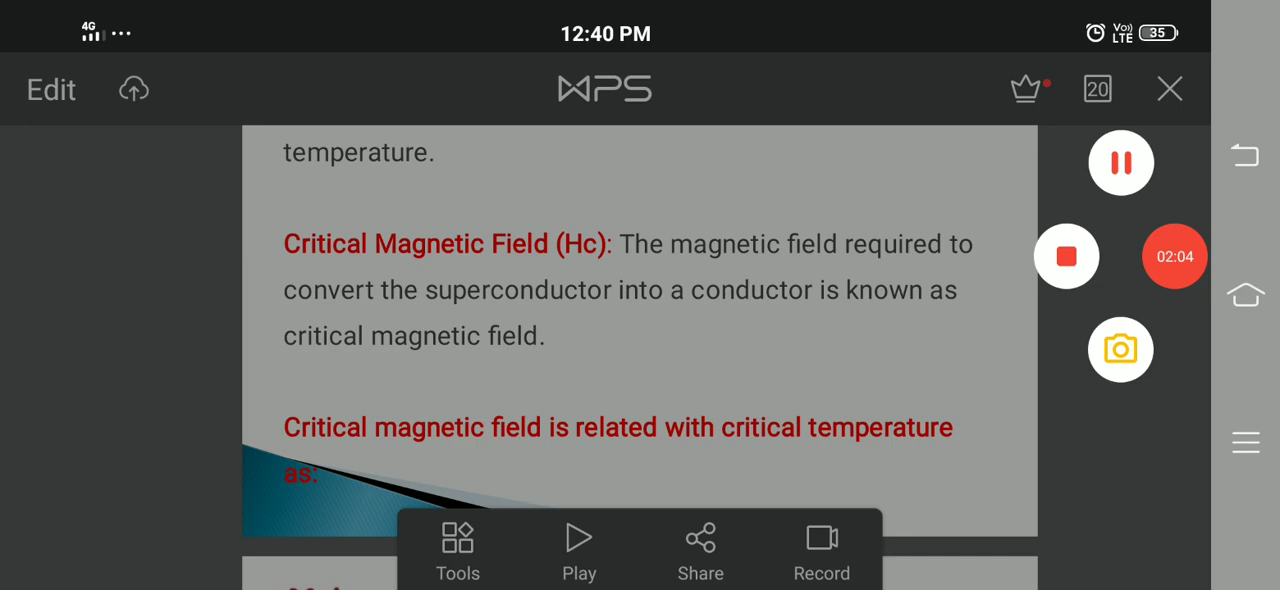 4G 12:40 PM Vo)) LTE 35
Edit WPS 20
temperature.
Critical Magnetic Field (Hc): The magnetic field required to
convert the superconductor into a conductor is known as
critical magnetic field.
02:04
Critical magnetic field is related with critical temperature
as:
Tools Play Share Record